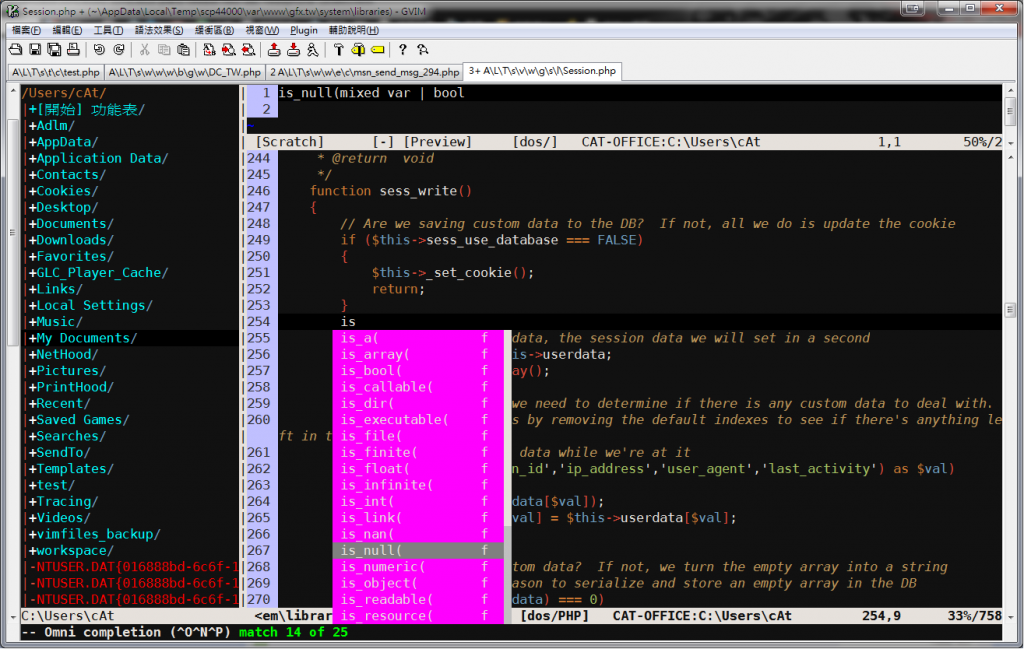 Session.php + (~\AppData\Local\Temp\scp44000\var\www\gfx.tw\system\libraries) - GVIM
檔案(F) 編輯(E) 工具(T) 語法效果(S) 緩衝區(B) 視窗(W) Plugin 輔助說明(H)
A\L\T\s\t\c\test.php A\L\T\s\w\w\w\b\g\w\DC_TW.php 2 A\L\T\s\w\w\e\c\msn_send_msg_294.php 3+ A\L\T\s\v\w\g\s\l\Session.php
/Users/cAt/
|+[開始] 功能表/
|+Adlm/
|+AppData/
|+Application Data/
|+Contacts/
|+Cookies/
|+Desktop/
|+Documents/
|+Downloads/
|+Favorites/
|+GLC_Player_Cache/
|+Links/
|+Local Settings/
|+Music/
|+My Documents/
|+NetHood/
|+Pictures/
|+PrintHood/
|+Recent/
|+Saved Games/
|+Searches/
|+SendTo/
|+Templates/
|+test/
|+Tracing/
|+Videos/
|+vimfiles_backup/
|+workspace/
|-NTUSER.DAT{016888bd-6c6f-1
|-NTUSER.DAT{016888bd-6c6f-1
|-NTUSER.DAT{016888bd-6c6f-1
1 is_null(mixed var | bool
2
[Scratch] [-] [Preview] [dos/] CAT-OFFICE:C:\Users\cAt 1,1 50%/2
244 * @return void
245 */
246 function sess_write()
247 {
248 // Are we saving custom data to the DB? If not, all we do is update the cookie
249 if ($this->sess_use_database === FALSE)
250 {
251 $this->_set_cookie();
252 return;
253 }
254 is
255 is_a( f data, the session data we will set in a second
256 is_array( f is->userdata;
257 is_bool( f ay();
258 is_callable( f
259 is_dir( f we need to determine if there is any custom data to deal with.
260 is_executable( f s by removing the default indexes to see if there's anything le
ft in t is_file( f
261 is_finite( f data while we're at it
262 is_float( f n_id','ip_address','user_agent','last_activity') as $val)
263 is_infinite( f
264 is_int( f data[$val]);
265 is_link( f val] = $this->userdata[$val];
266 is_nan( f
267 is_null( f
268 is_numeric( f tom data? If not, we turn the empty array into a string
269 is_object( f ason to serialize and store an empty array in the DB
270 is_readable( f data) === 0)
is_resource( f
C:\Users\cAt <em\librar [dos/PHP] CAT-OFFICE:C:\Users\cAt 254,9 33%/758
-- Omni completion (^O^N^P) match 14 of 25